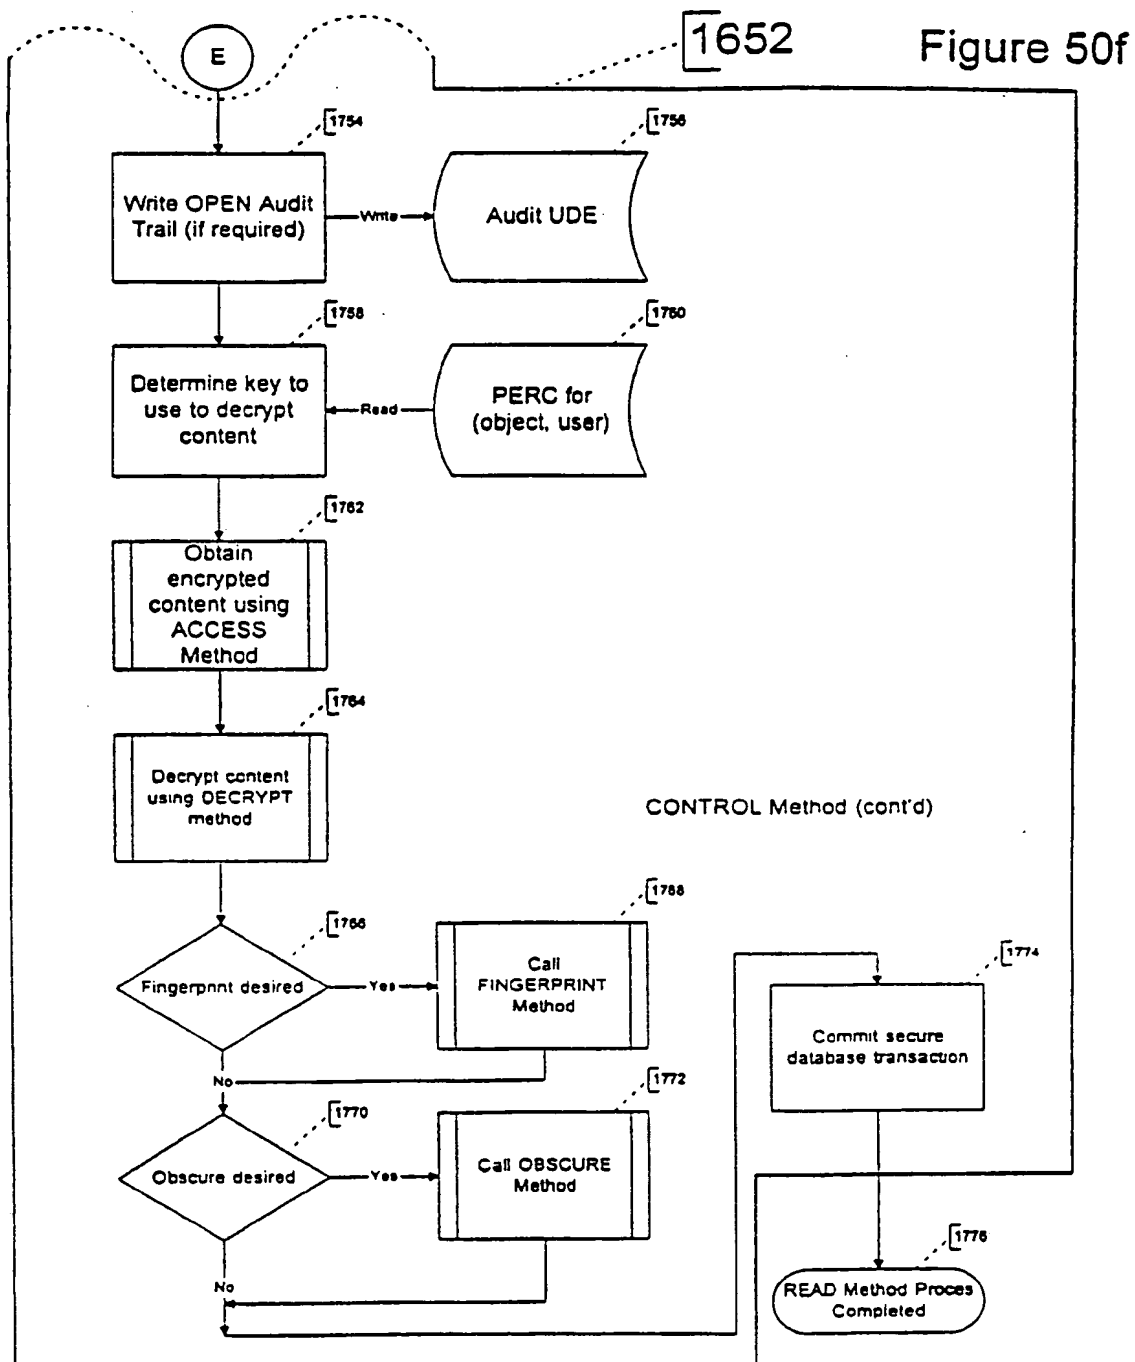 E
1652
Figure 50f
1754
Write OPEN Audit
Trail (if required)
Write
1756
Audit UDE
1758
Determine key to
use to decrypt
content
Read
1760
PERC for
(object, user)
1762
Obtain
encrypted
content using
ACCESS
Method
1764
Decrypt content
using DECRYPT
method
CONTROL Method (cont'd)
1766
Fingerprint desired
Yes
1768
Call
FINGERPRINT
Method
No
1770
Obscure desired
Yes
1772
Call OBSCURE
Method
No
1774
Commit secure
database transaction
1776
READ Method Proces
Completed